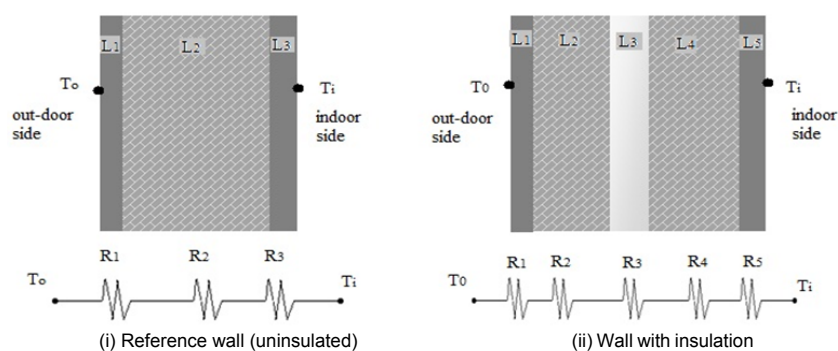 L1 L2 L3
To
Ti
out-door
side
indoor
side
R1 R2 R3
To Ti
(i) Reference wall (uninsulated)
L1 L2 L3 L4 L5
T0
Ti
out-door
side
indoor
side
R1 R2 R3 R4 R5
T0 Ti
(ii) Wall with insulation